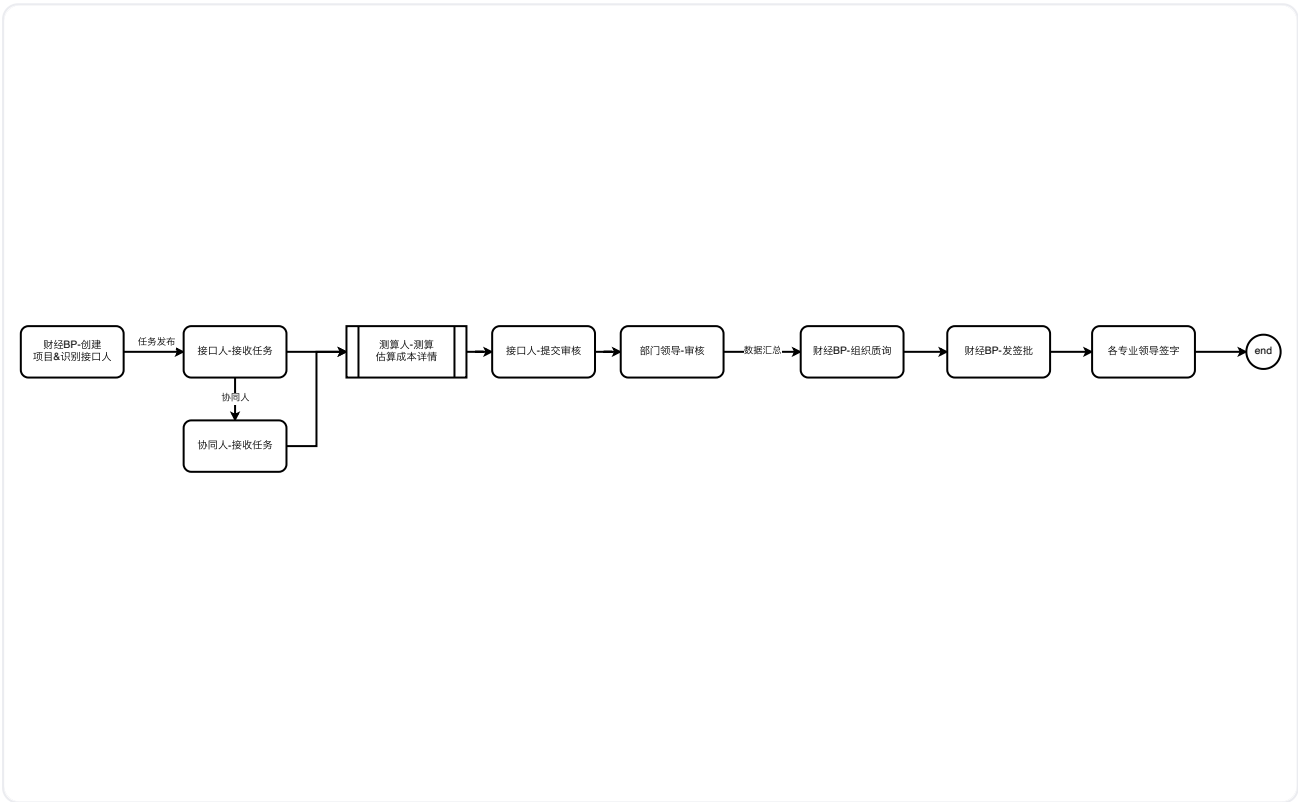 财经BP-创建
项目&识别接口人
任务发布
接口人-接收任务
协同人
协同人-接收任务
测算人-测算
估算成本详情
接口人-提交审核
部门领导-审核
数据汇总
财经BP-组织质询
财经BP-发签批
各专业领导签字
end